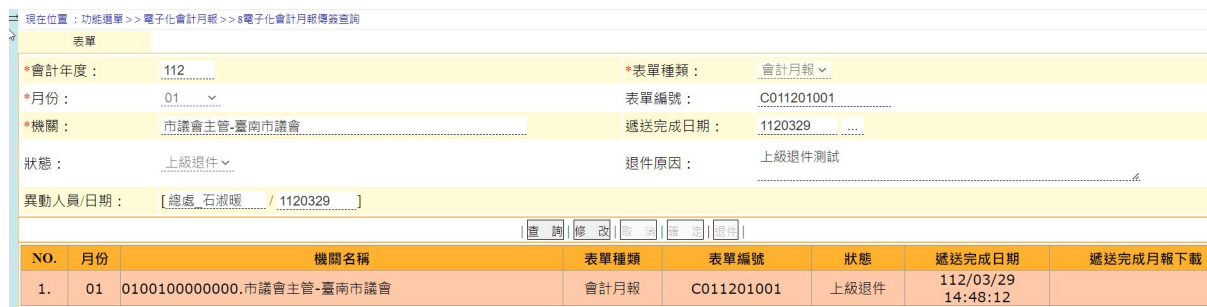 現在位置：功能選單>>電子化會計月報>>8電子化會計月報傳簽查詢
表單
*會計年度： 112 *表單種類： 會計月報
*月份： 01 表單編號： C011201001
*機關： 市議會主管-臺南市議會 遞送完成日期： 1120329 ...
狀態： 上級退件 退件原因： 上級退件測試
異動人員/日期： [總處_石淑暖 / 1120329 ]
|查 詢|修 改|取 消|確 定|退件|
NO. 月份 機關名稱 表單種類 表單編號 狀態 遞送完成日期 遞送完成月報下載
1. 01 0100100000000.市議會主管-臺南市議會 會計月報 C011201001 上級退件 112/03/29
14:48:12